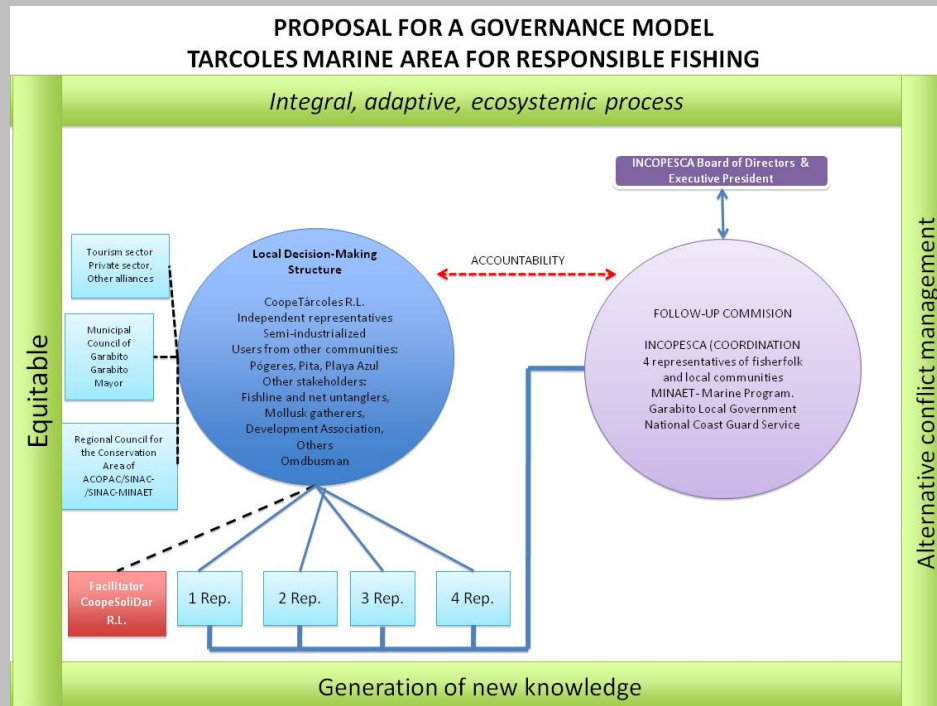 PROPOSAL FOR A GOVERNANCE MODEL
TARCOLES MARINE AREA FOR RESPONSIBLE FISHING
Integral, adaptive, ecosystemic process
INCOPESCA Board of Directors &
Executive President
Equitable
Tourism sector
Private sector,
Other alliances
Municipal
Council of
Garabito
Garabito
Mayor
Regional Council for
the Conservation
Area of
ACOPAC/SINAC-
/SINAC-MINAET
Local Decision-Making
Structure
CoopeTárcoles R.L.
Independent representatives
Semi-industrialized
Users from other communities:
Pógeres, Pita, Playa Azul
Other stakeholders:
Fishline and net untanglers,
Mollusk gatherers,
Development Association,
Others
Omdbusman
ACCOUNTABILITY
FOLLOW-UP COMMISION
INCOPESCA (COORDINATION
4 representatives of fisherfolk
and local communities
MINAET- Marine Program.
Garabito Local Government
National Coast Guard Service
Alternative conflict management
Facilitator
CoopeSoliDar
R.L.
1 Rep.
2 Rep.
3 Rep.
4 Rep.
Generation of new knowledge